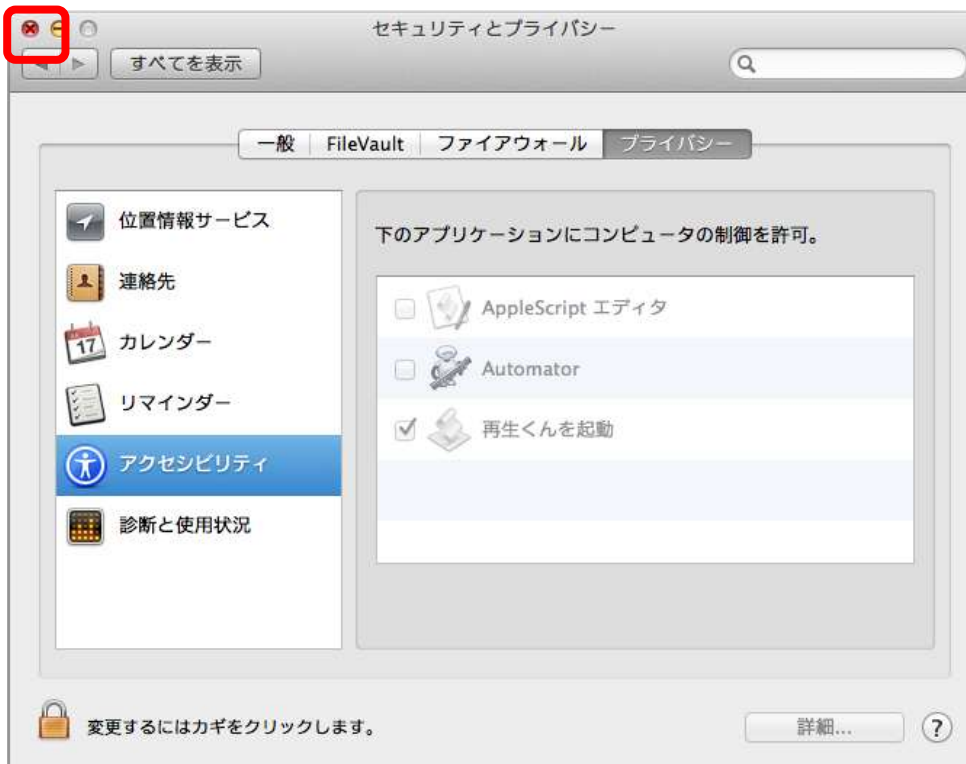 セキュリティとプライバシー
すべてを表示
一般 FileVault ファイアウォール プライバシー
位置情報サービス
連絡先
17 カレンダー
リマインダー
アクセシビリティ
診断と使用状況
下のアプリケーションにコンピュータの制御を許可。
AppleScript エディタ
Automator
再生くんを起動
変更するにはカギをクリックします。
詳細... ?